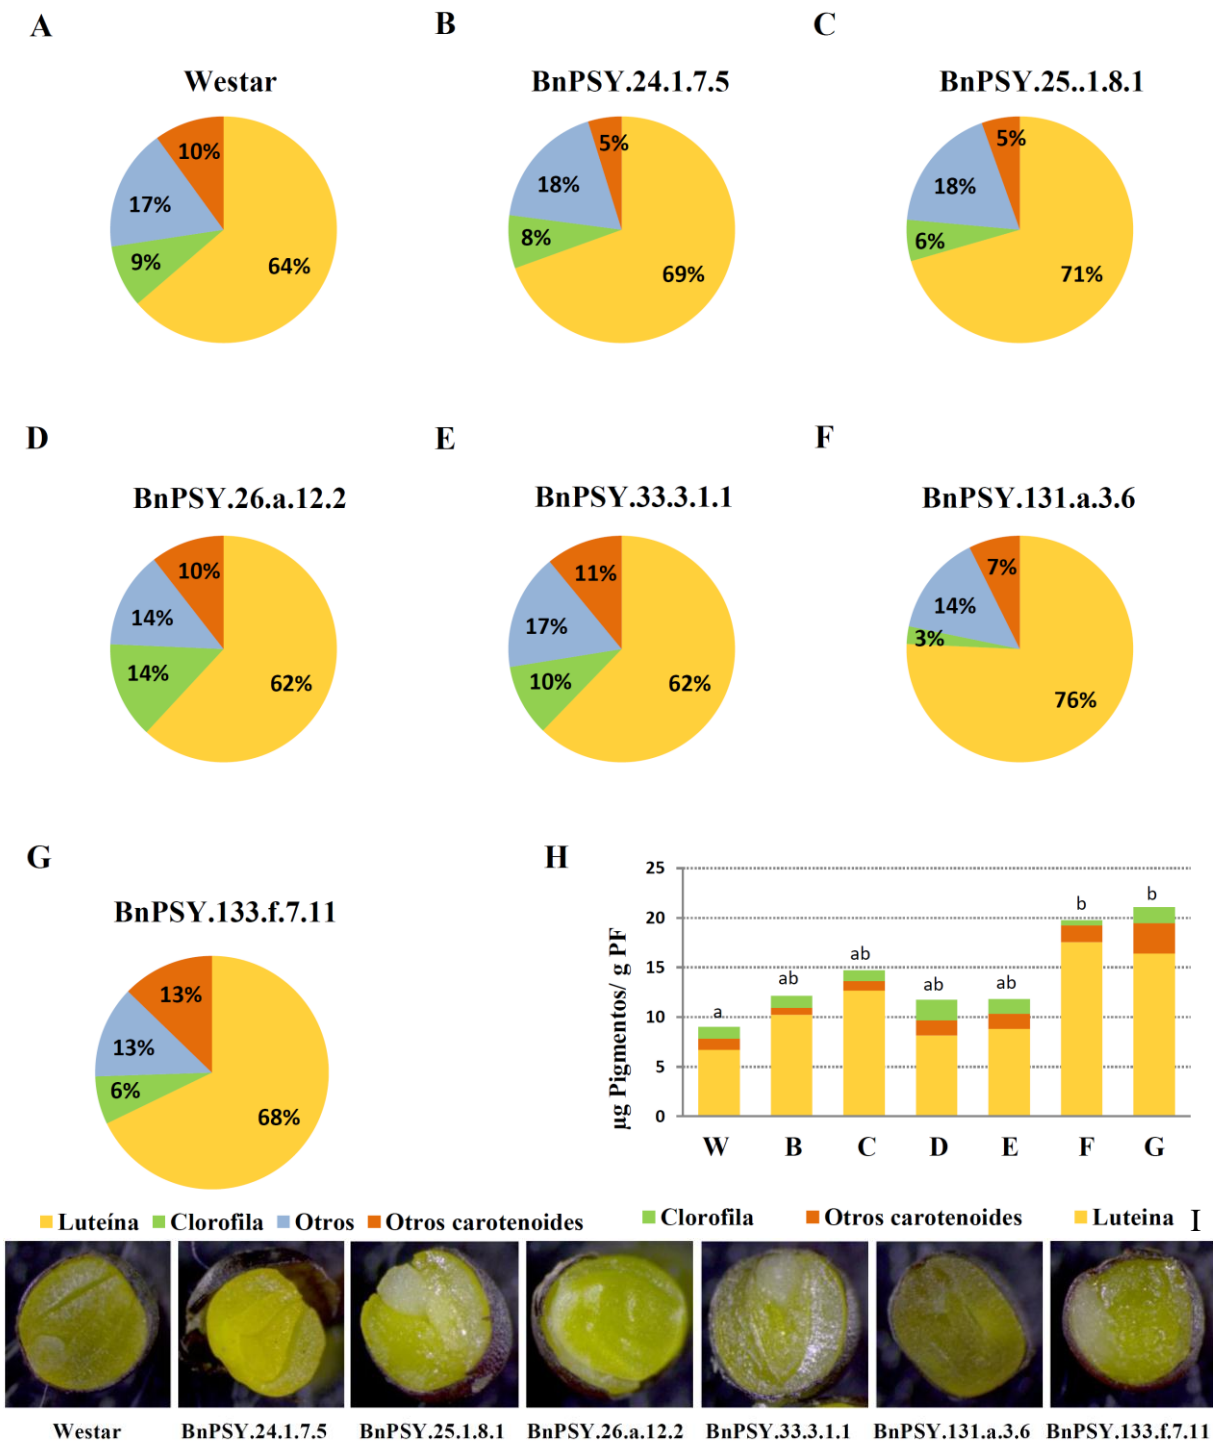 A
B
C
Westar
BnPSY.24.1.7.5
BnPSY.25..1.8.1
10%
17%
9%
64%
5%
18%
8%
69%
5%
18%
6%
71%
D
E
F
BnPSY.26.a.12.2
BnPSY.33.3.1.1
BnPSY.131.a.3.6
10%
14%
14%
62%
11%
17%
10%
62%
7%
14%
3%
76%
G
H
BnPSY.133.f.7.11
13%
13%
6%
68%
µg Pigmentos/ g PF
25
20
15
10
5
0
a
ab
ab
ab
ab
b
b
W B C D E F G
Luteína Clorofila Otros Otros carotenoides
Clorofila Otros carotenoides Luteina
I
Westar BnPSY.24.1.7.5 BnPSY.25.1.8.1 BnPSY.26.a.12.2 BnPSY.33.3.1.1 BnPSY.131.a.3.6 BnPSY.133.f.7.11